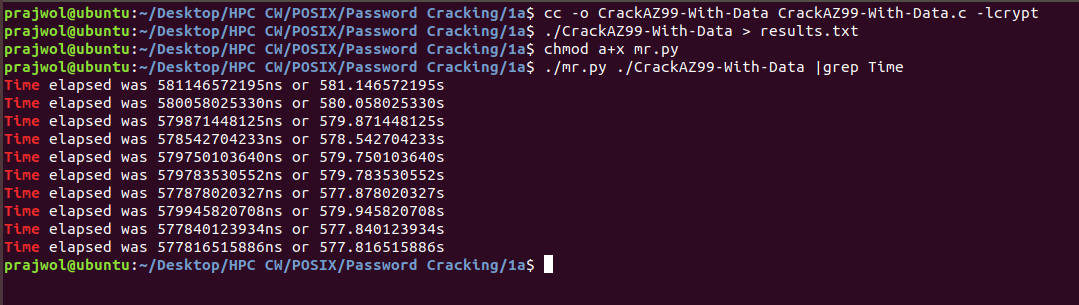 prajwol@ubuntu:~/Desktop/HPC CW/POSIX/Password Cracking/1a$ cc -o CrackAZ99-With-Data CrackAZ99-With-Data.c -lcrypt
prajwol@ubuntu:~/Desktop/HPC CW/POSIX/Password Cracking/1a$ ./CrackAZ99-With-Data > results.txt
prajwol@ubuntu:~/Desktop/HPC CW/POSIX/Password Cracking/1a$ chmod a+x mr.py
prajwol@ubuntu:~/Desktop/HPC CW/POSIX/Password Cracking/1a$ ./mr.py ./CrackAZ99-With-Data |grep Time
Time elapsed was 581146572195ns or 581.146572195s
Time elapsed was 580058025330ns or 580.058025330s
Time elapsed was 579871448125ns or 579.871448125s
Time elapsed was 578542704233ns or 578.542704233s
Time elapsed was 579750103640ns or 579.750103640s
Time elapsed was 579783530552ns or 579.783530552s
Time elapsed was 577878020327ns or 577.878020327s
Time elapsed was 579945820708ns or 579.945820708s
Time elapsed was 577840123934ns or 577.840123934s
Time elapsed was 577816515886ns or 577.816515886s
prajwol@ubuntu:~/Desktop/HPC CW/POSIX/Password Cracking/1a$